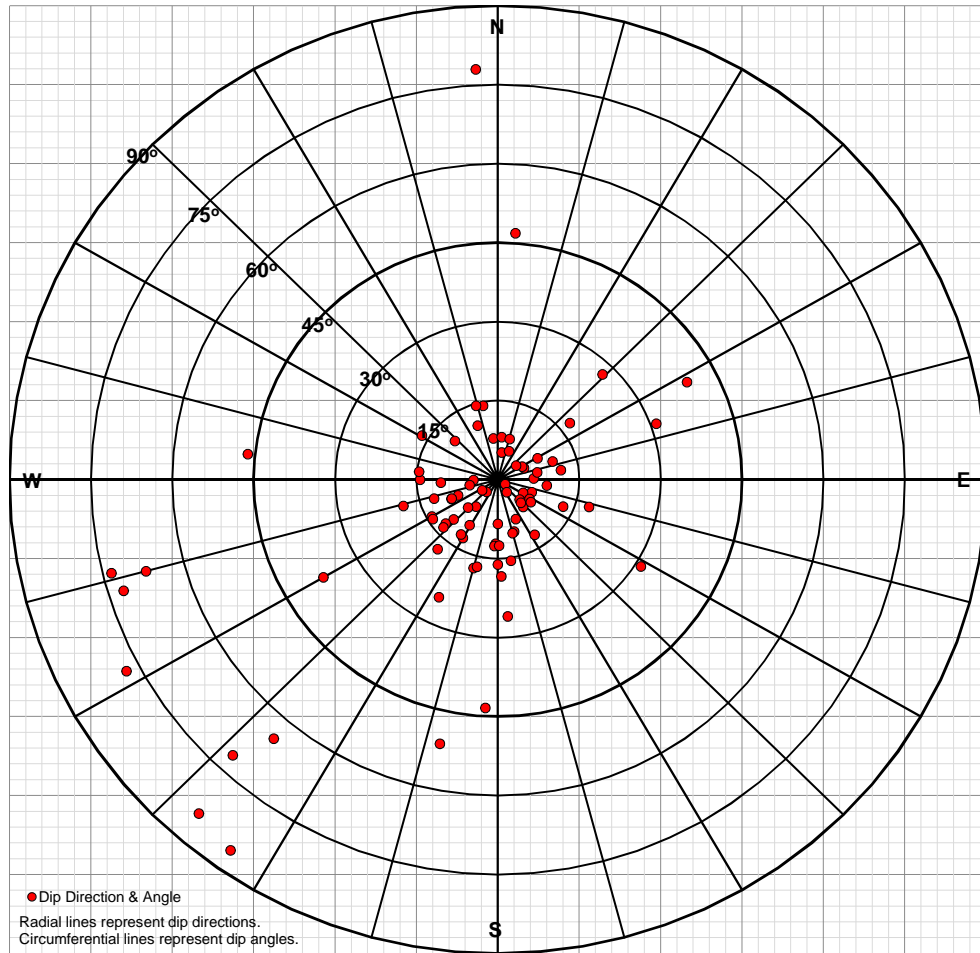 N
90°
75°
60°
45°
30°
15°
W
E
Dip Direction & Angle
Radial lines represent dip directions.
S
Circumferential lines represent dip angles.